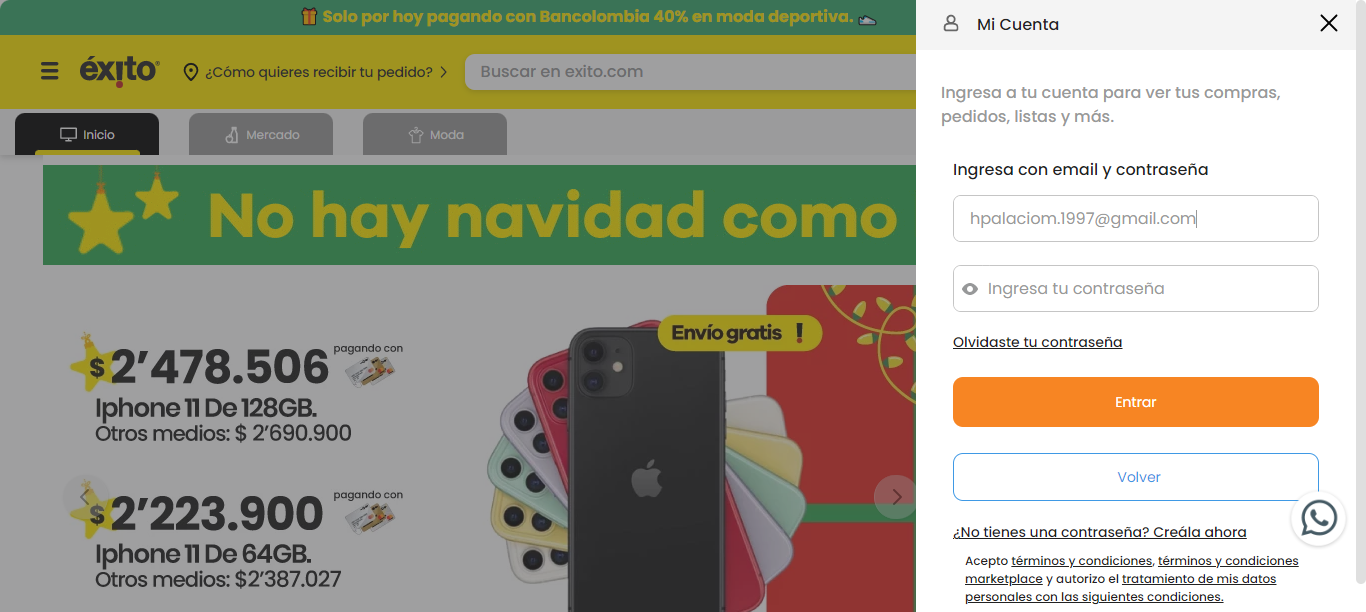 Solo por hoy pagando con Bancolombia 40% en moda deportiva.
éxito
¿Cómo quieres recibir tu pedido?
Buscar en exito.com
Inicio
Mercado
Moda
No hay navidad como
Envío gratis !
$2’478.506
pagando con
Iphone 11 De 128GB.
Otros medios: $ 2’690.900
$2’223.900
pagando con
Iphone 11 De 64GB.
Otros medios: $2’387.027
Mi Cuenta
Ingresa a tu cuenta para ver tus compras,
pedidos, listas y más.
Ingresa con email y contraseña
hpalaciom.1997@gmail.com
Ingresa tu contraseña
Olvidaste tu contraseña
Entrar
Volver
¿No tienes una contraseña? Creála ahora
Acepto términos y condiciones, términos y condiciones
marketplace y autorizo el tratamiento de mis datos
personales con las siguientes condiciones.